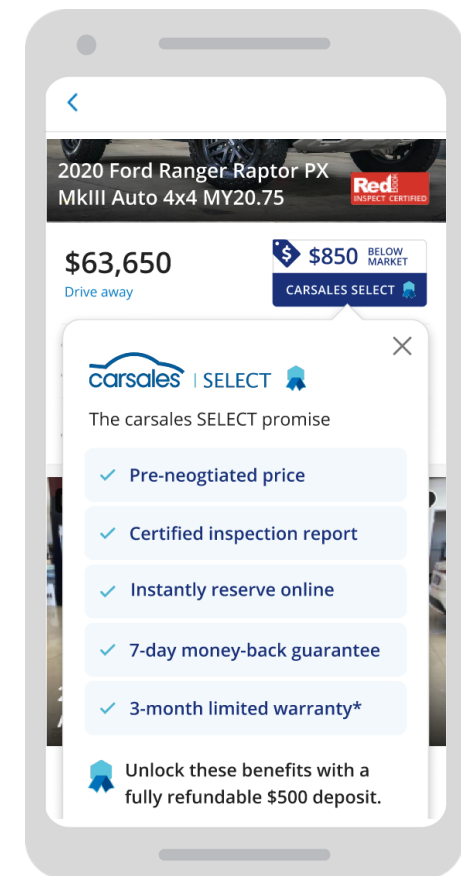 2020 Ford Ranger Raptor PX
MkIII Auto 4x4 MY20.75
RedBOOK
INSPECT CERTIFIED
$63,650
Drive away
$850 BELOW MARKET
CARSALES SELECT
carsales | SELECT
The carsales SELECT promise
Pre-neogtiated price
Certified inspection report
Instantly reserve online
7-day money-back guarantee
3-month limited warranty*
Unlock these benefits with a
fully refundable $500 deposit.